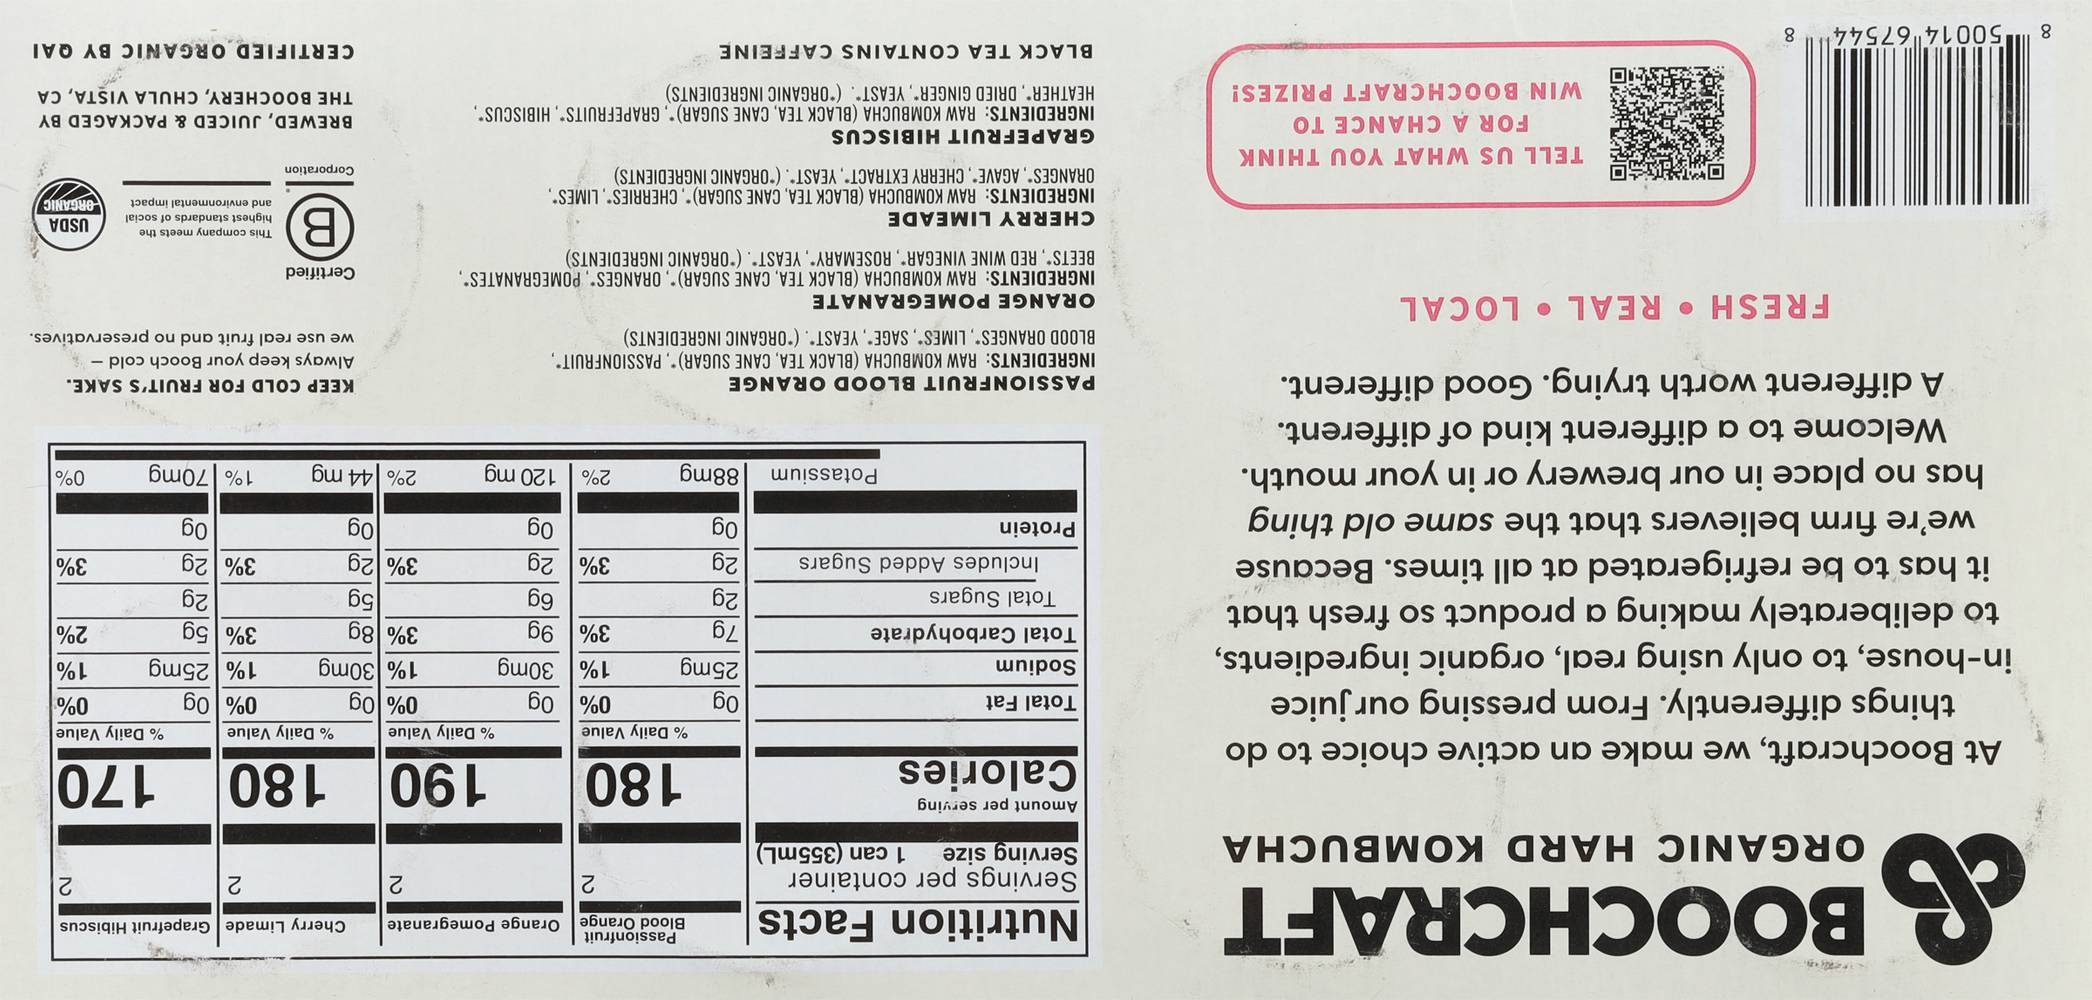 BOOCHCRAFT
ORGANIC HARD KOMBUCHA
At Boochcraft, we make an active choice to do
things differently. From pressing our juice
in-house, to only using real, organic ingredients,
to deliberately making a product so fresh that
it has to be refrigerated at all times. Because
we're firm believers that the same old thing
has no place in our brewery or in your mouth.
Welcome to a different kind of different.
A different worth trying. Good different.
FRESH • REAL • LOCAL
TELL US WHAT YOU THINK
FOR A CHANCE TO
WIN BOOCHCRAFT PRIZES!
8 50014 67544 8
Nutrition Facts
Passionfruit Blood Orange
Orange Pomegranate
Cherry Limade
Grapefruit Hibiscus
Servings per container 2 2 2 2
Serving size 1 can (355mL)
Amount per serving
Calories 180 190 180 170
% Daily Value % Daily Value % Daily Value % Daily Value
Total Fat 0g 0% 0g 0% 0g 0% 0g 0%
Sodium 25mg 1% 30mg 1% 30mg 1% 25mg 1%
Total Carbohydrate 7g 3% 9g 3% 8g 3% 5g 2%
Total Sugars 2g 6g 5g 2g
Includes Added Sugars 2g 3% 2g 3% 2g 3% 2g 3%
Protein 0g 0g 0g 0g
Potassium 88mg 2% 120 mg 2% 44 mg 1% 70mg 0%
PASSIONFRUIT BLOOD ORANGE
INGREDIENTS: RAW KOMBUCHA (BLACK TEA, CANE SUGAR)*, PASSIONFRUIT*,
BLOOD ORANGES*, LIMES*, SAGE*, YEAST*. (*ORGANIC INGREDIENTS)
ORANGE POMEGRANATE
INGREDIENTS: RAW KOMBUCHA (BLACK TEA, CANE SUGAR)*, ORANGES*, POMEGRANATES*,
BEETS*, RED WINE VINEGAR*, ROSEMARY*, YEAST*. (*ORGANIC INGREDIENTS)
CHERRY LIMEADE
INGREDIENTS: RAW KOMBUCHA (BLACK TEA, CANE SUGAR)*, CHERRIES*, LIMES*,
ORANGES*, AGAVE*, CHERRY EXTRACT*, YEAST*. (*ORGANIC INGREDIENTS)
GRAPEFRUIT HIBISCUS
INGREDIENTS: RAW KOMBUCHA (BLACK TEA, CANE SUGAR)*, GRAPEFRUITS*, HIBISCUS*,
HEATHER*, DRIED GINGER*, YEAST*. (*ORGANIC INGREDIENTS)
BLACK TEA CONTAINS CAFFEINE
KEEP COLD FOR FRUIT'S SAKE.
Always keep your Booch cold –
we use real fruit and no preservatives.
Certified
B
Corporation
This company meets the
highest standards of social
and environmental impact
USDA
ORGANIC
BREWED, JUICED & PACKAGED BY
THE BOOCHERY, CHULA VISTA, CA
CERTIFIED ORGANIC BY QAI